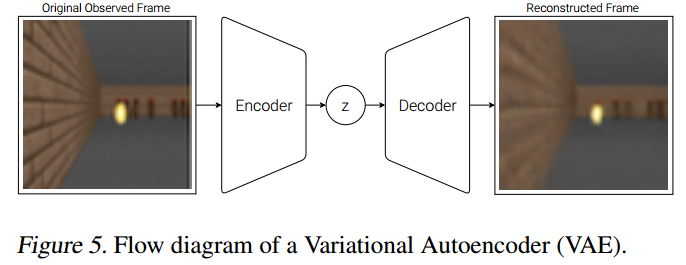 Original Observed Frame
Reconstructed Frame
Encoder
z
Decoder
Figure 5. Flow diagram of a Variational Autoencoder (VAE).